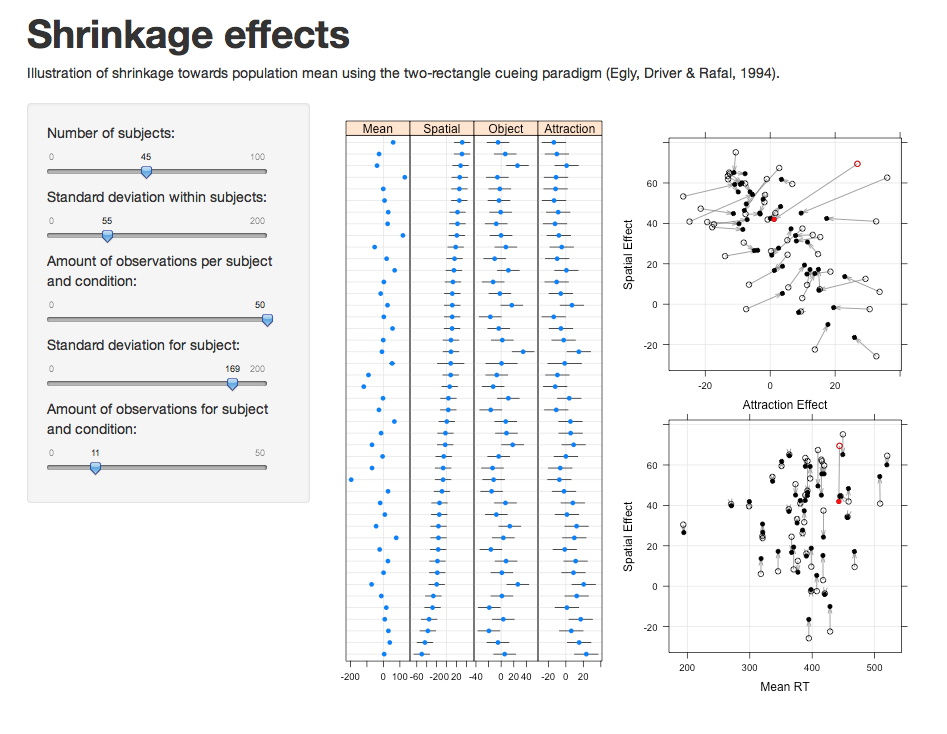 Shrinkage effects
Illustration of shrinkage towards population mean using the two-rectangle cueing paradigm (Egly, Driver & Rafal, 1994).
Number of subjects:
0 45 100
Standard deviation within subjects:
0 55 200
Amount of observations per subject
and condition:
0 50
Standard deviation for subject:
0 169 200
Amount of observations for subject
and condition:
0 11 50
Mean Spatial Object Attraction
-200 0 100 -60 -20 20 -40 0 20 40 -20 0 20
Spatial Effect
60
40
20
0
-20
-20 0 20
Attraction Effect
Spatial Effect
60
40
20
0
-20
200 300 400 500
Mean RT